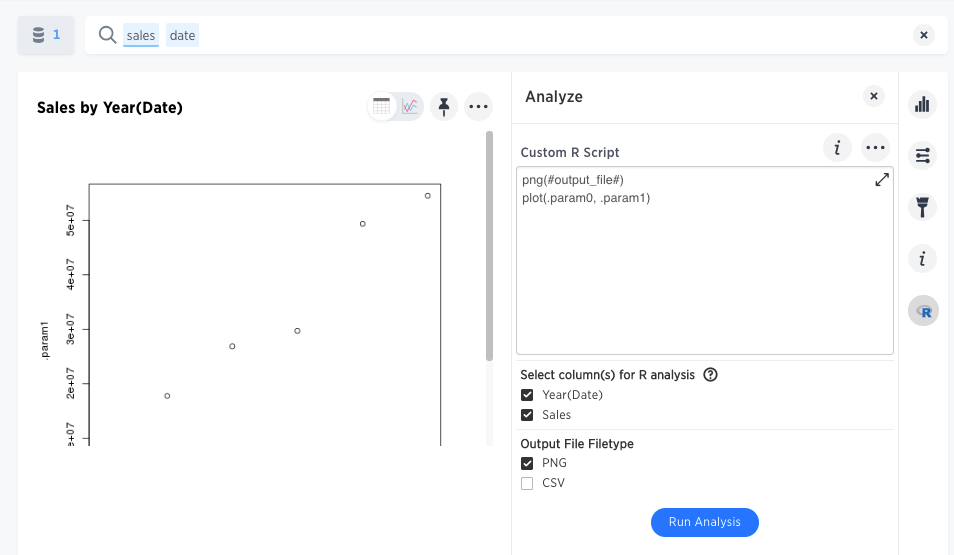 1
sales date
Sales by Year(Date)
5e+07
4e+07
3e+07
2e+07
e+07
.param1
Analyze
Custom R Script
i
png(#output_file#)
plot(.param0, .param1)
Select column(s) for R analysis ?
Year(Date)
Sales
Output File Filetype
PNG
CSV
Run Analysis
i
R